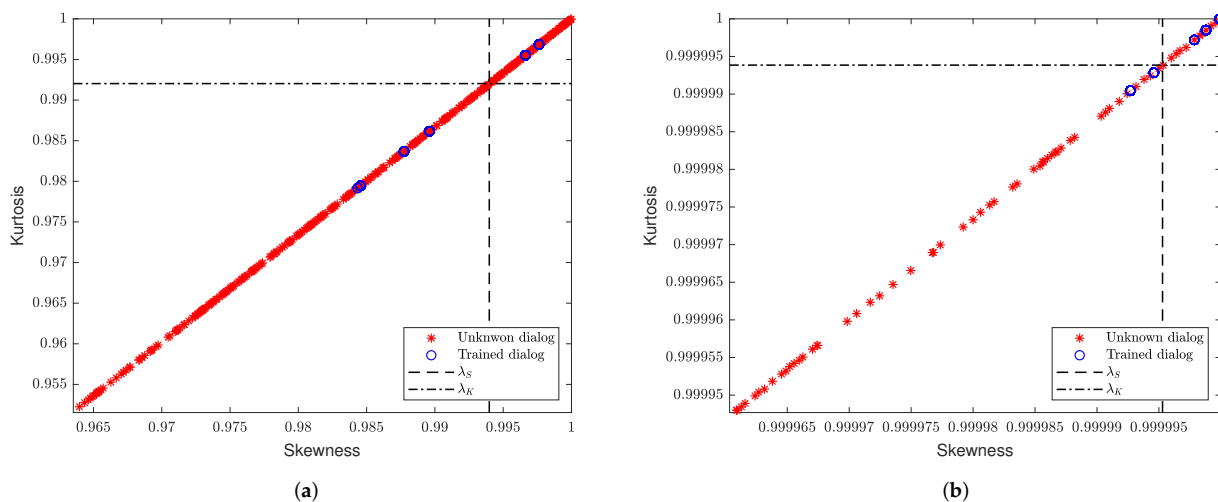 1
0.995
0.99
0.985
0.98
0.975
0.97
0.965
0.96
0.955
Kurtosis
Unknwon dialog
Trained dialog
λ_S
λ_K
0.965 0.97 0.975 0.98 0.985 0.99 0.995 1
Skewness
(a)
1
0.999995
0.99999
0.999985
0.99998
0.999975
0.99997
0.999965
0.99996
0.999955
0.99995
Kurtosis
Unknown dialog
Trained dialog
λ_S
λ_K
0.999965 0.99997 0.999975 0.99998 0.999985 0.99999 0.999995
Skewness
(b)